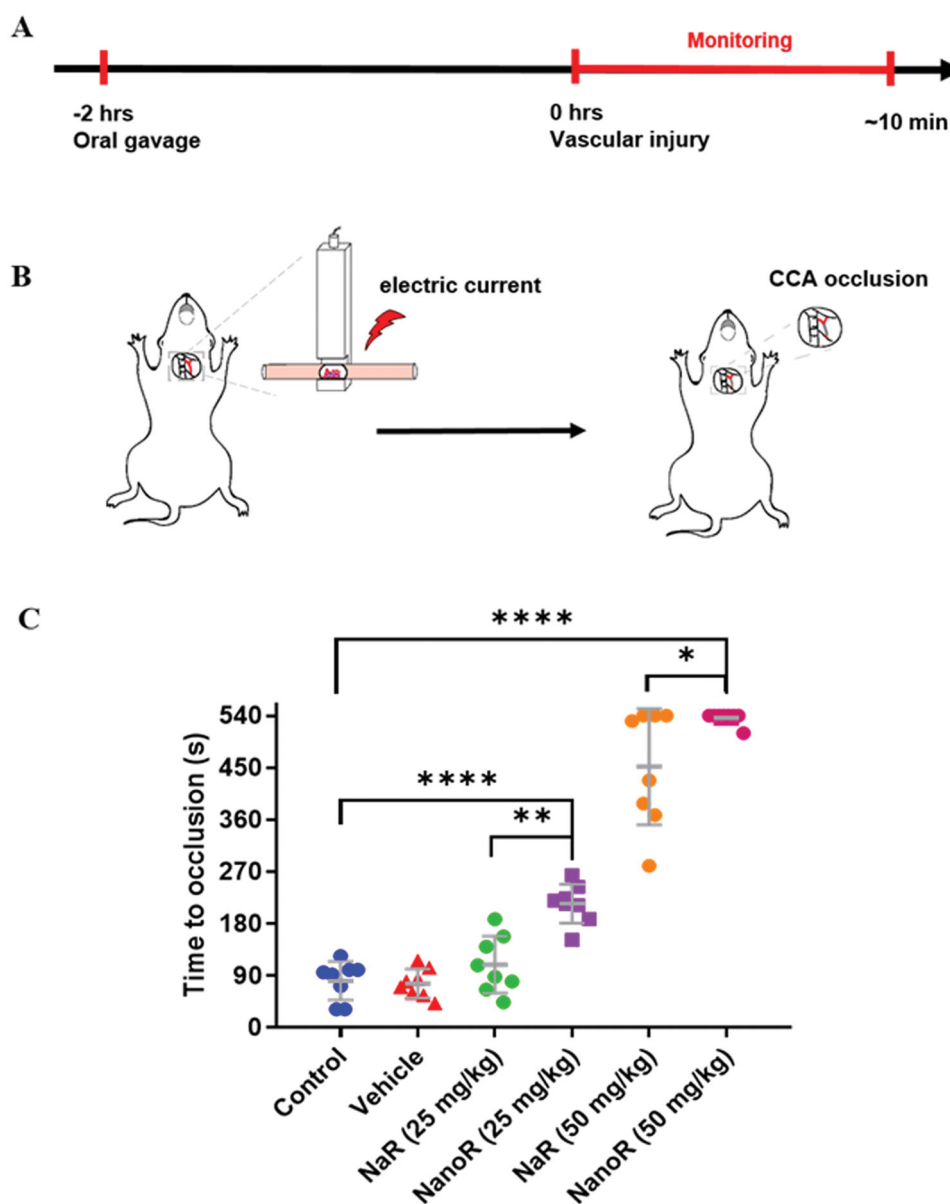 A
Monitoring
-2 hrs
Oral gavage
0 hrs
Vascular injury
~10 min
B
electric current
CCA occlusion
C
****
*
****
**
Time to occlusion (s)
540
450
360
270
180
90
0
Control
Vehicle
NaR (25 mg/kg)
NanoR (25 mg/kg)
NaR (50 mg/kg)
NanoR (50 mg/kg)